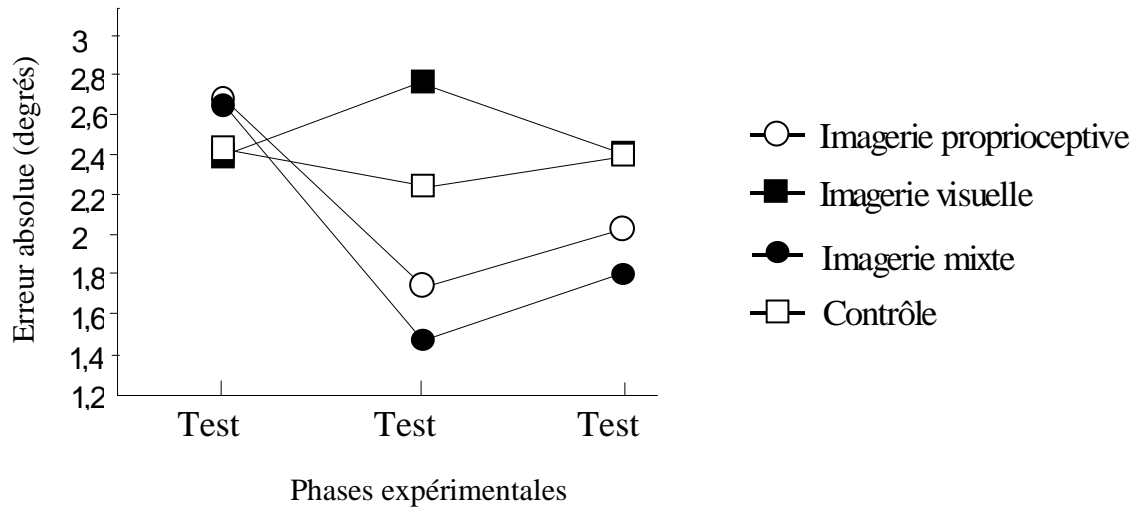 3
2,8
2,6
2,4
2,2
2
1,8
1,6
1,4
1,2
Erreur absolue (degrés)
Test Test Test
Phases expérimentales
Imagerie proprioceptive
Imagerie visuelle
Imagerie mixte
Contrôle